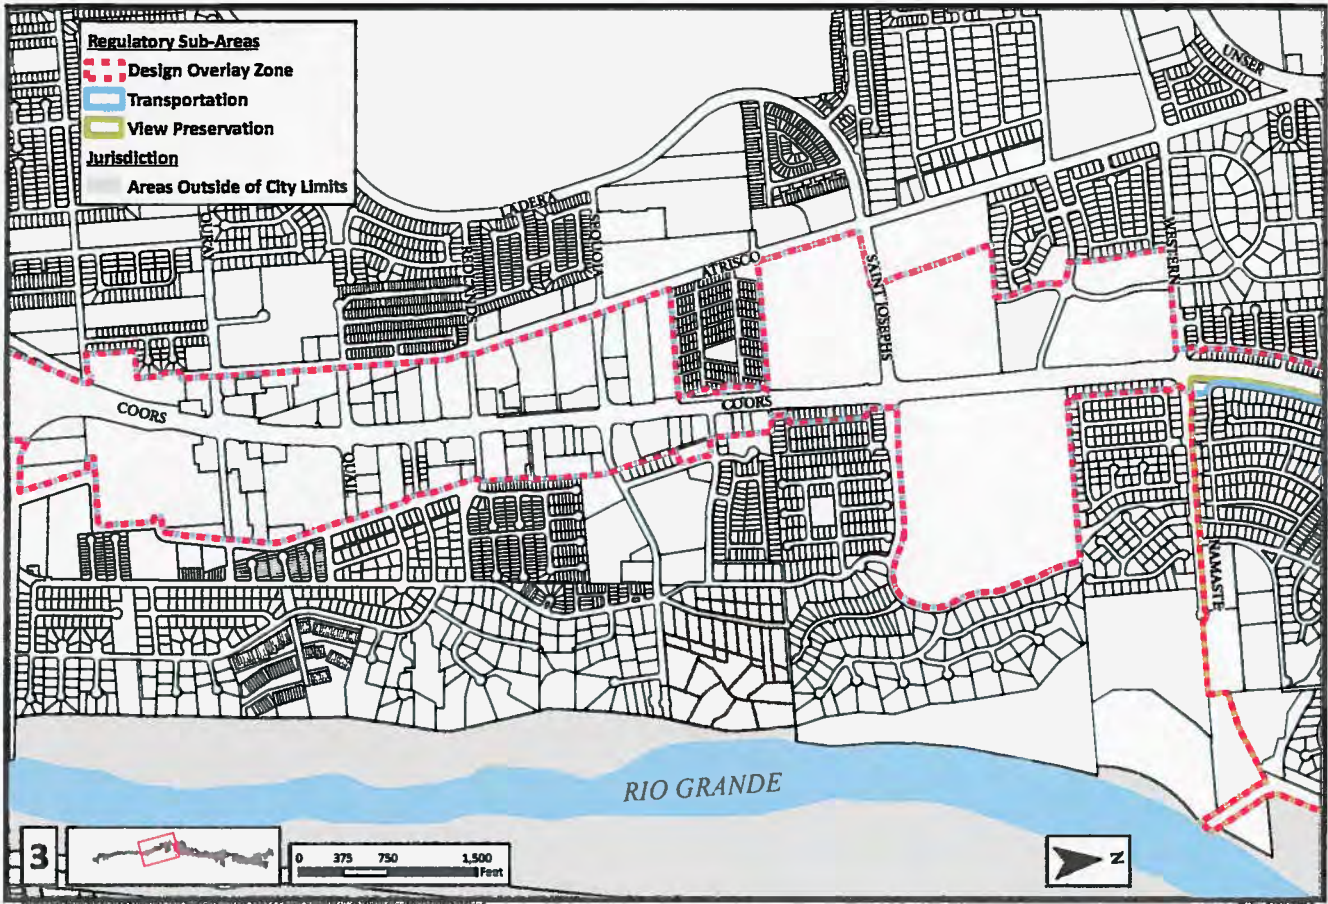 Regulatory Sub-Areas
Design Overlay Zone
Transportation
View Preservation
Jurisdiction
Areas Outside of City Limits
UNSER
LADERA
SEQUOIA
REDLANDS
OURAY
ATRISCO
SAINT JOSEPHS
WESTERN
COORS
COORS
QUAIL
NAMASTE
RIO GRANDE
3
0 375 750 1,500
Feet
N